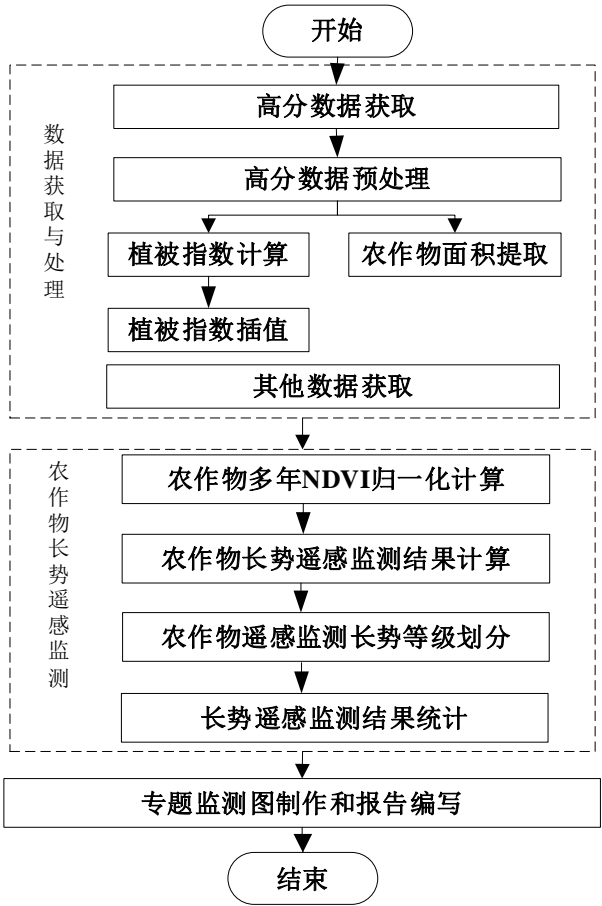 开始
数据获取与处理
高分数据获取
高分数据预处理
植被指数计算
农作物面积提取
植被指数插值
其他数据获取
农作物长势遥感监测
农作物多年NDVI归一化计算
农作物长势遥感监测结果计算
农作物遥感监测长势等级划分
长势遥感监测结果统计
专题监测图制作和报告编写
结束